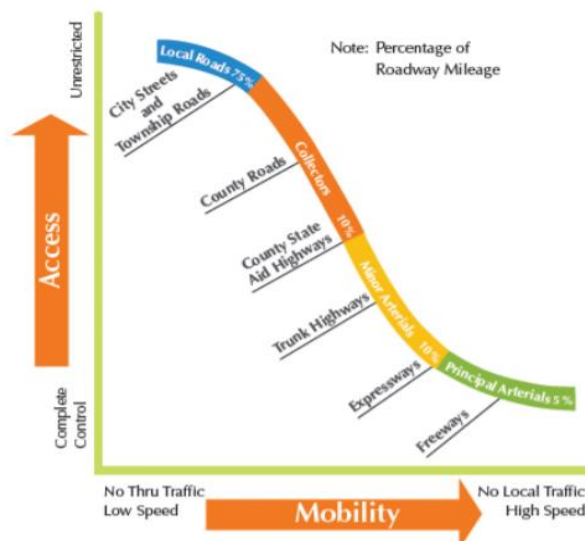 Unrestricted
Local Roads 75%
Note: Percentage of
Roadway Mileage
City Streets
and
Township Roads
Collectors
10%
County Roads
Access
County State
Aid Highways
Minor Arterials
10%
Trunk Highways
Principal Arterials 5%
Expressways
Freeways
Complete
Control
No Thru Traffic
Low Speed
Mobility
No Local Traffic
High Speed